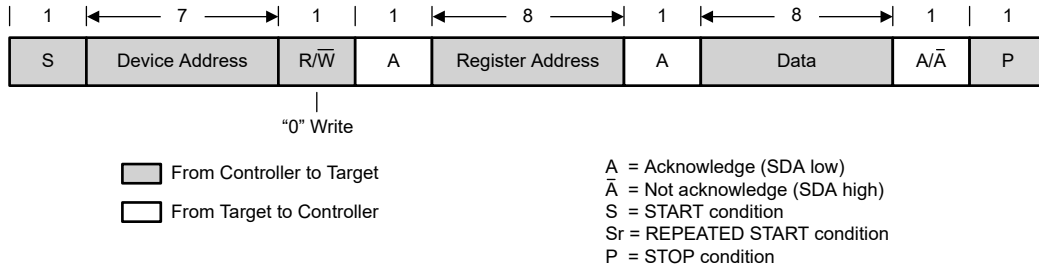 1 7 1 1 8 1 8 1 1
S Device Address R/W̅ A Register Address A Data A/A̅ P
“0” Write
From Controller to Target
From Target to Controller
A = Acknowledge (SDA low)
A̅ = Not acknowledge (SDA high)
S = START condition
Sr = REPEATED START condition
P = STOP condition